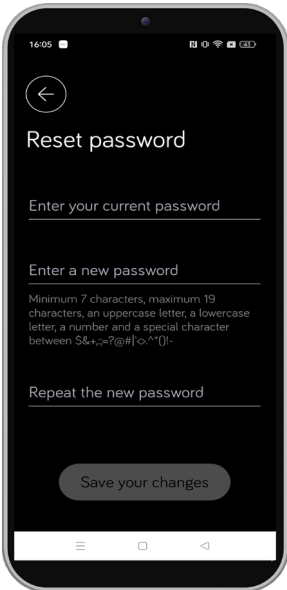 16:05
43
Reset password
Enter your current password
Enter a new password
Minimum 7 characters, maximum 19
characters, an uppercase letter, a lowercase
letter, a number and a special character
between $&+,:;=?@#|'<>.^*()!-
Repeat the new password
Save your changes